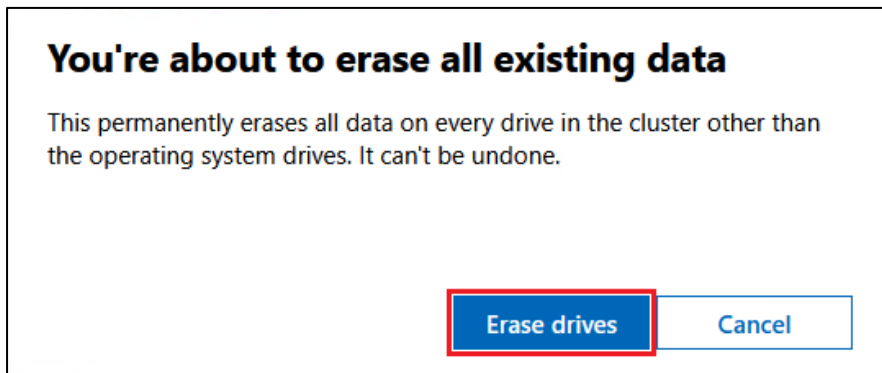 You're about to erase all existing data
This permanently erases all data on every drive in the cluster other than
the operating system drives. It can't be undone.
Erase drives
Cancel